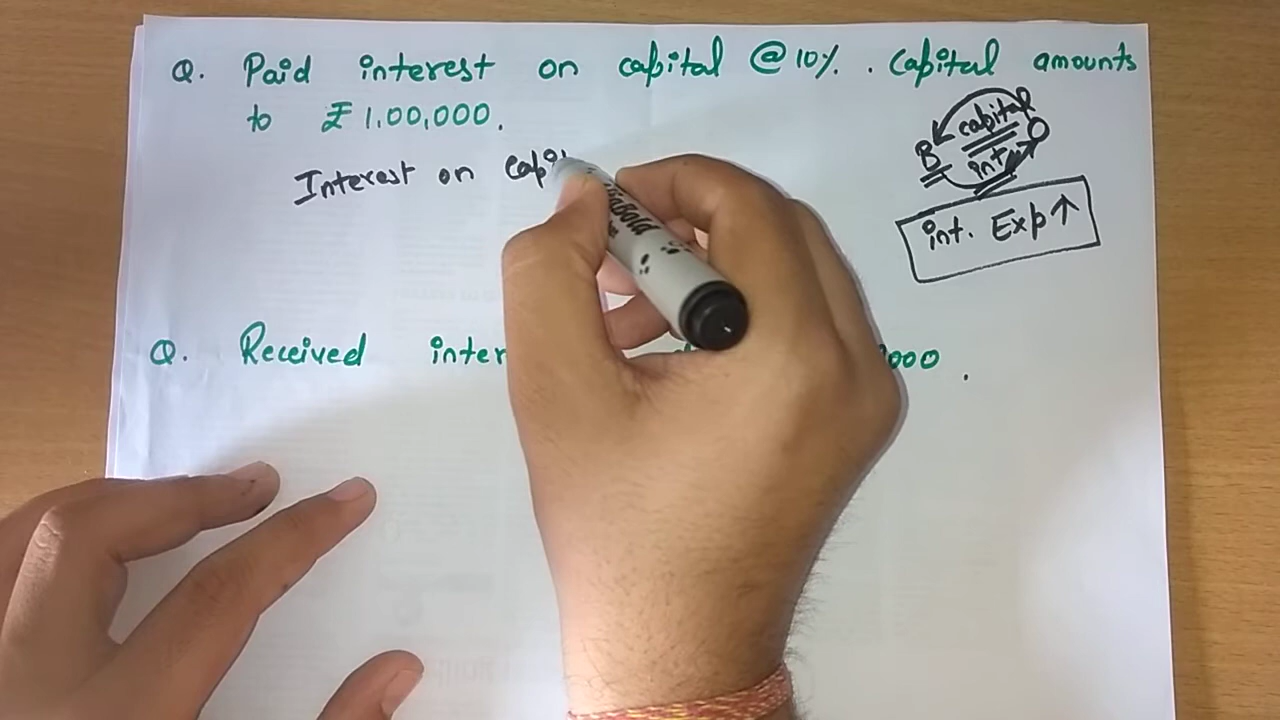 Q. Paid interest on capital @ 10%. Capital amounts
to ₹ 1,00,000.
capital
B O
int.
int. Exp ↑
Interest on Capi
Q. Received inter 000.